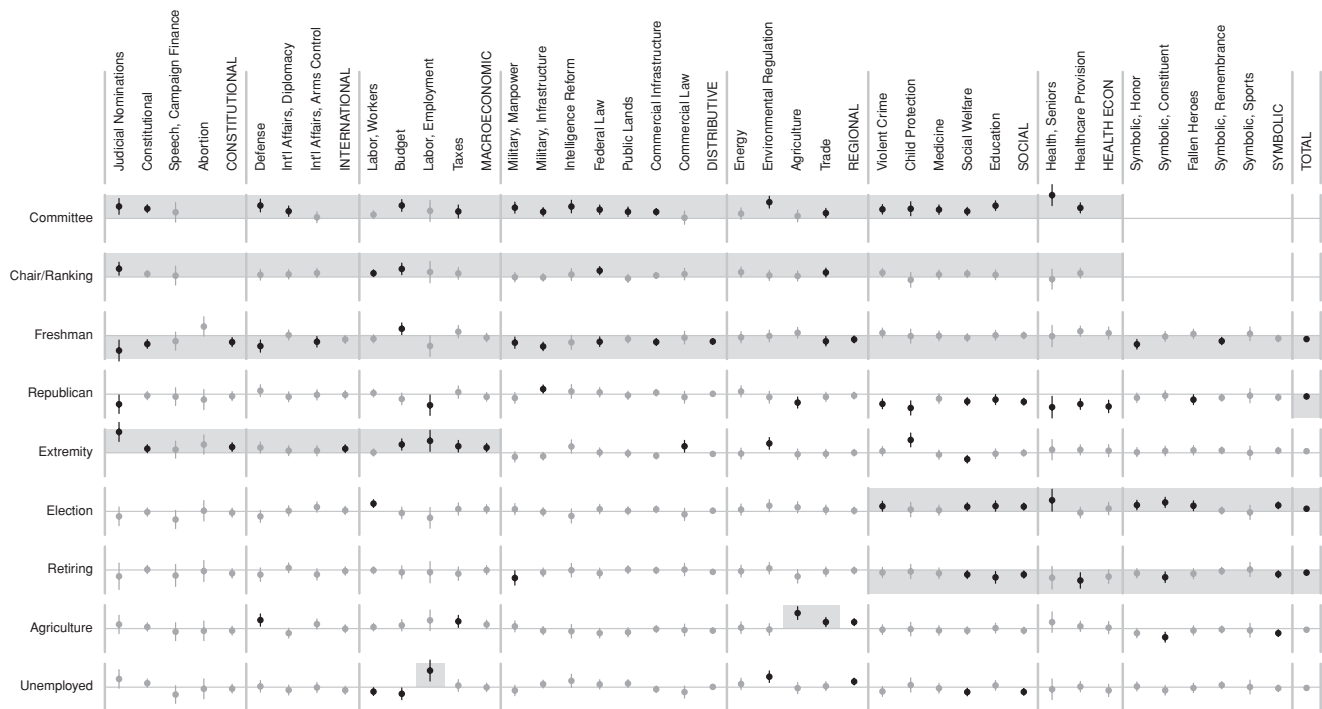 Judicial Nominations
Constitutional
Speech, Campaign Finance
Abortion
CONSTITUTIONAL
Defense
Int'l Affairs, Diplomacy
Int'l Affairs, Arms Control
INTERNATIONAL
Labor, Workers
Budget
Labor, Employment
Taxes
MACROECONOMIC
Military, Manpower
Military, Infrastructure
Intelligence Reform
Federal Law
Public Lands
Commercial Infrastructure
Commercial Law
DISTRIBUTIVE
Energy
Environmental Regulation
Agriculture
Trade
REGIONAL
Violent Crime
Child Protection
Medicine
Social Welfare
Education
SOCIAL
Health, Seniors
Healthcare Provision
HEALTH ECON
Symbolic, Honor
Symbolic, Constituent
Fallen Heroes
Symbolic, Remembrance
Symbolic, Sports
SYMBOLIC
TOTAL
Committee
Chair/Ranking
Freshman
Republican
Extremity
Election
Retiring
Agriculture
Unemployed